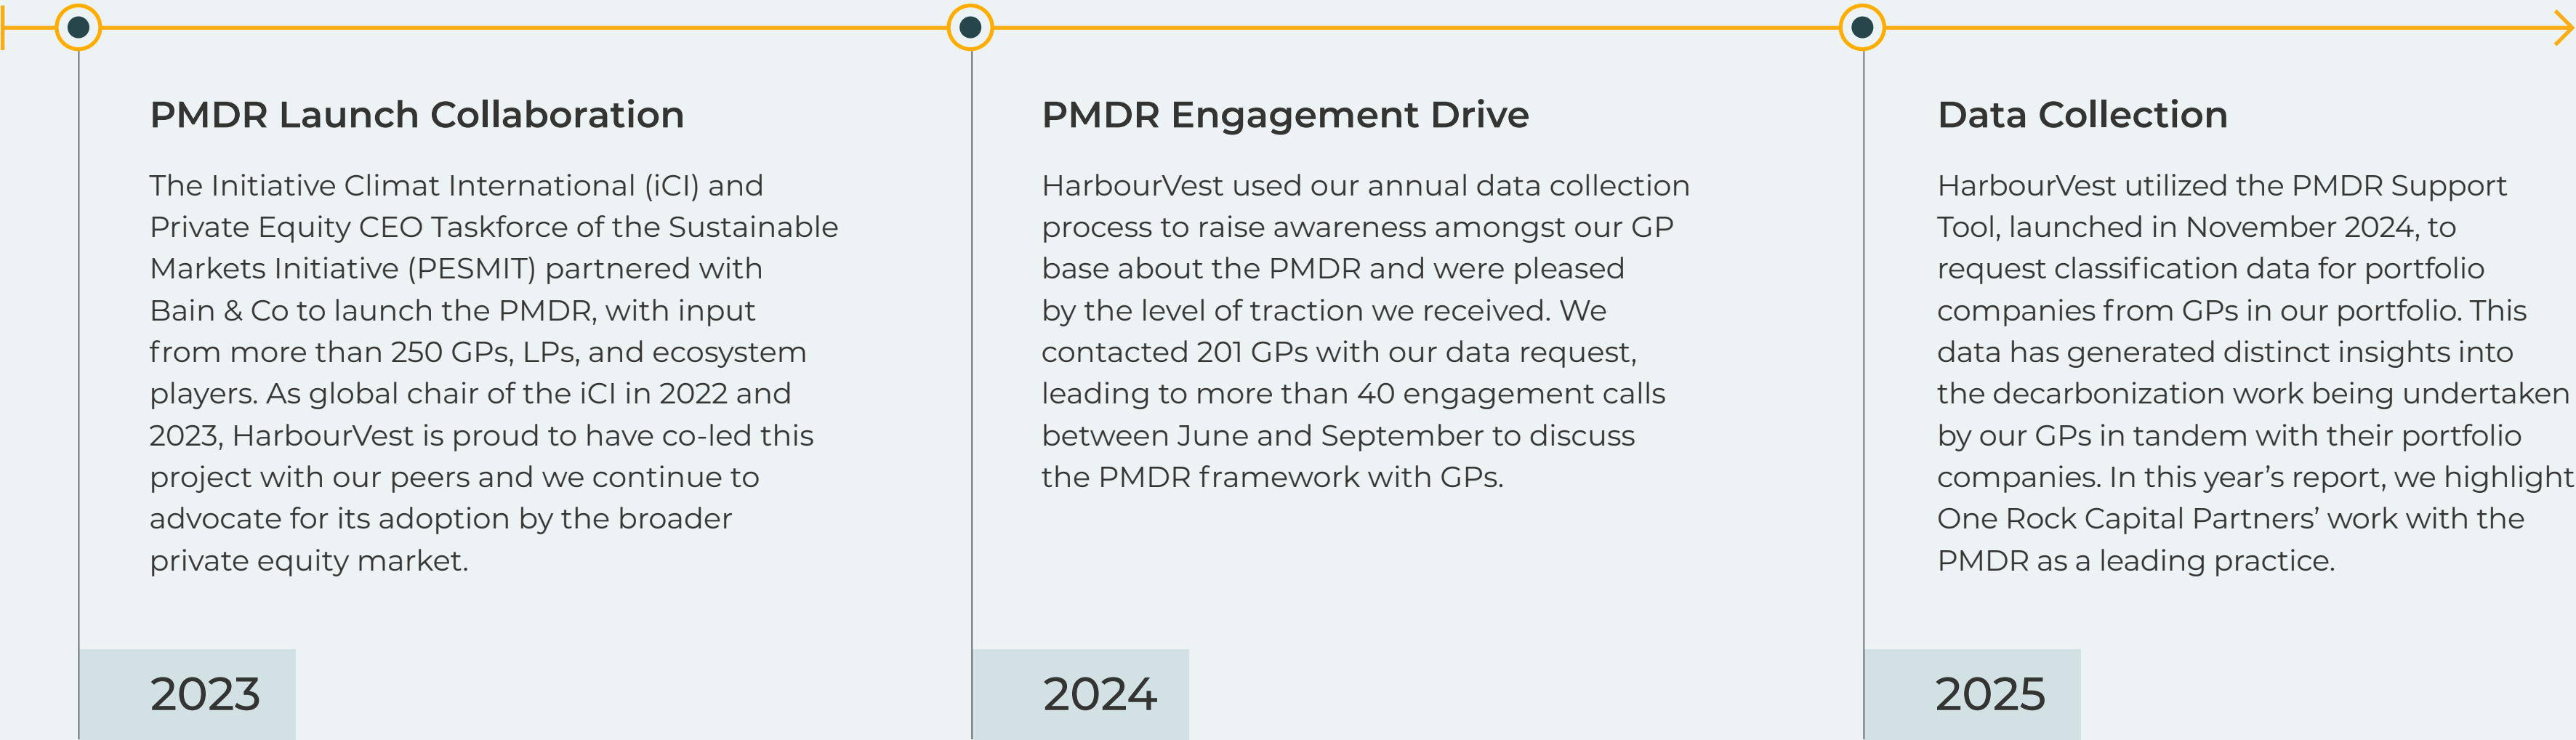 PMDR Launch Collaboration
The Initiative Climat International (iCI) and
Private Equity CEO Taskforce of the Sustainable
Markets Initiative (PESMIT) partnered with
Bain & Co to launch the PMDR, with input
from more than 250 GPs, LPs, and ecosystem
players. As global chair of the iCI in 2022 and
2023, HarbourVest is proud to have co-led this
project with our peers and we continue to
advocate for its adoption by the broader
private equity market.
2023
PMDR Engagement Drive
HarbourVest used our annual data collection
process to raise awareness amongst our GP
base about the PMDR and were pleased
by the level of traction we received. We
contacted 201 GPs with our data request,
leading to more than 40 engagement calls
between June and September to discuss
the PMDR framework with GPs.
2024
Data Collection
HarbourVest utilized the PMDR Support
Tool, launched in November 2024, to
request classification data for portfolio
companies from GPs in our portfolio. This
data has generated distinct insights into
the decarbonization work being undertaken
by our GPs in tandem with their portfolio
companies. In this year’s report, we highlight
One Rock Capital Partners’ work with the
PMDR as a leading practice.
2025